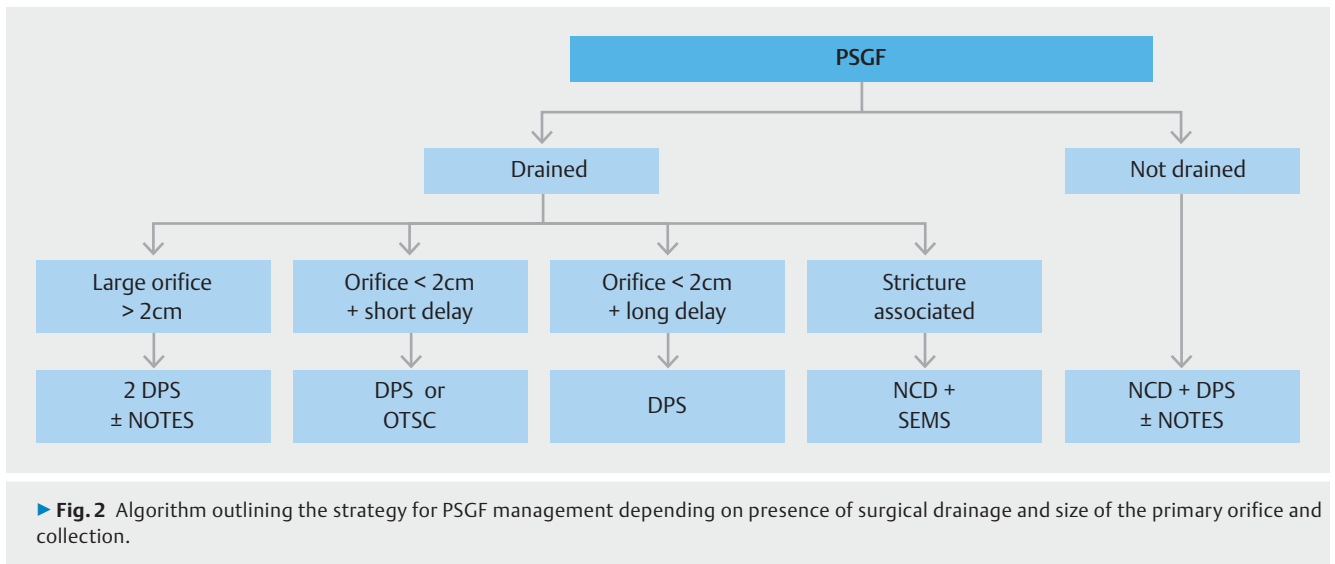 PSGF
Drained
Not drained
Large orifice
> 2cm
Orifice < 2cm
+ short delay
Orifice < 2cm
+ long delay
Stricture
associated
2 DPS
± NOTES
DPS or
OTSC
DPS
NCD +
SEMS
NCD + DPS
± NOTES
▶ Fig. 2 Algorithm outlining the strategy for PSGF management depending on presence of surgical drainage and size of the primary orifice and
collection.